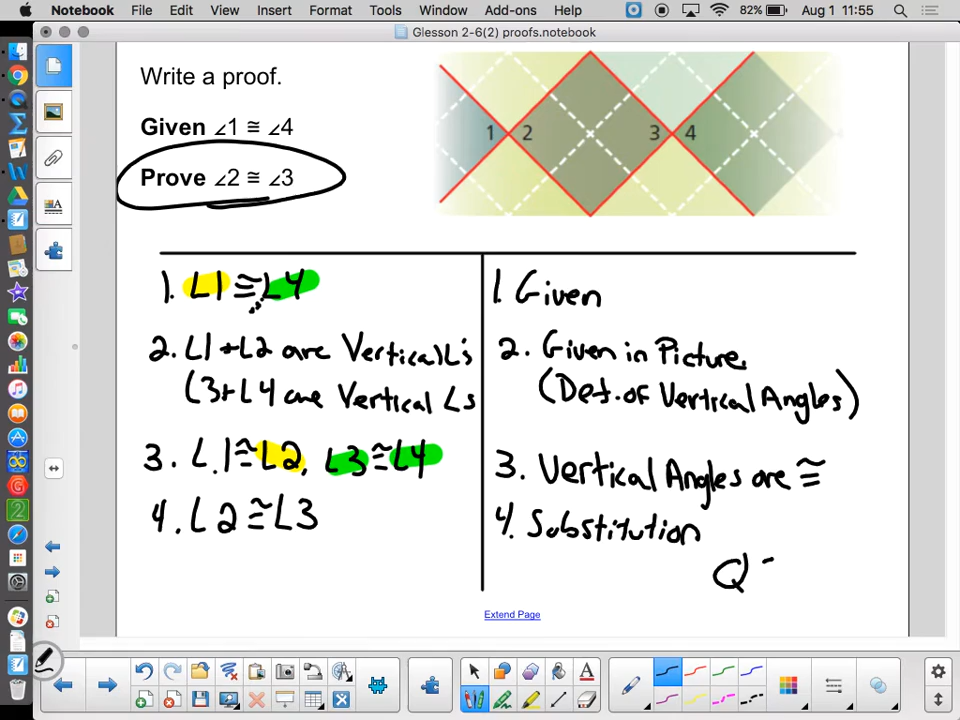 Notebook File Edit View Insert Format Tools Window Add-ons Help 82% Aug 1 11:55
Glesson 2-6(2) proofs.notebook
Write a proof.
Given ∠1 ≅ ∠4
Prove ∠2 ≅ ∠3
1 2 3 4
1. ∠1 ≅ ∠4
1. Given
2. ∠1 + ∠2 are Vertical ∠'s
2. Given in Picture.
∠3 + ∠4 are Vertical ∠s
(Def. of Vertical Angles)
3. ∠1 ≅ ∠2, ∠3 ≅ ∠4
3. Vertical Angles are ≅
4. ∠2 ≅ ∠3
4. Substitution
Q
Extend Page